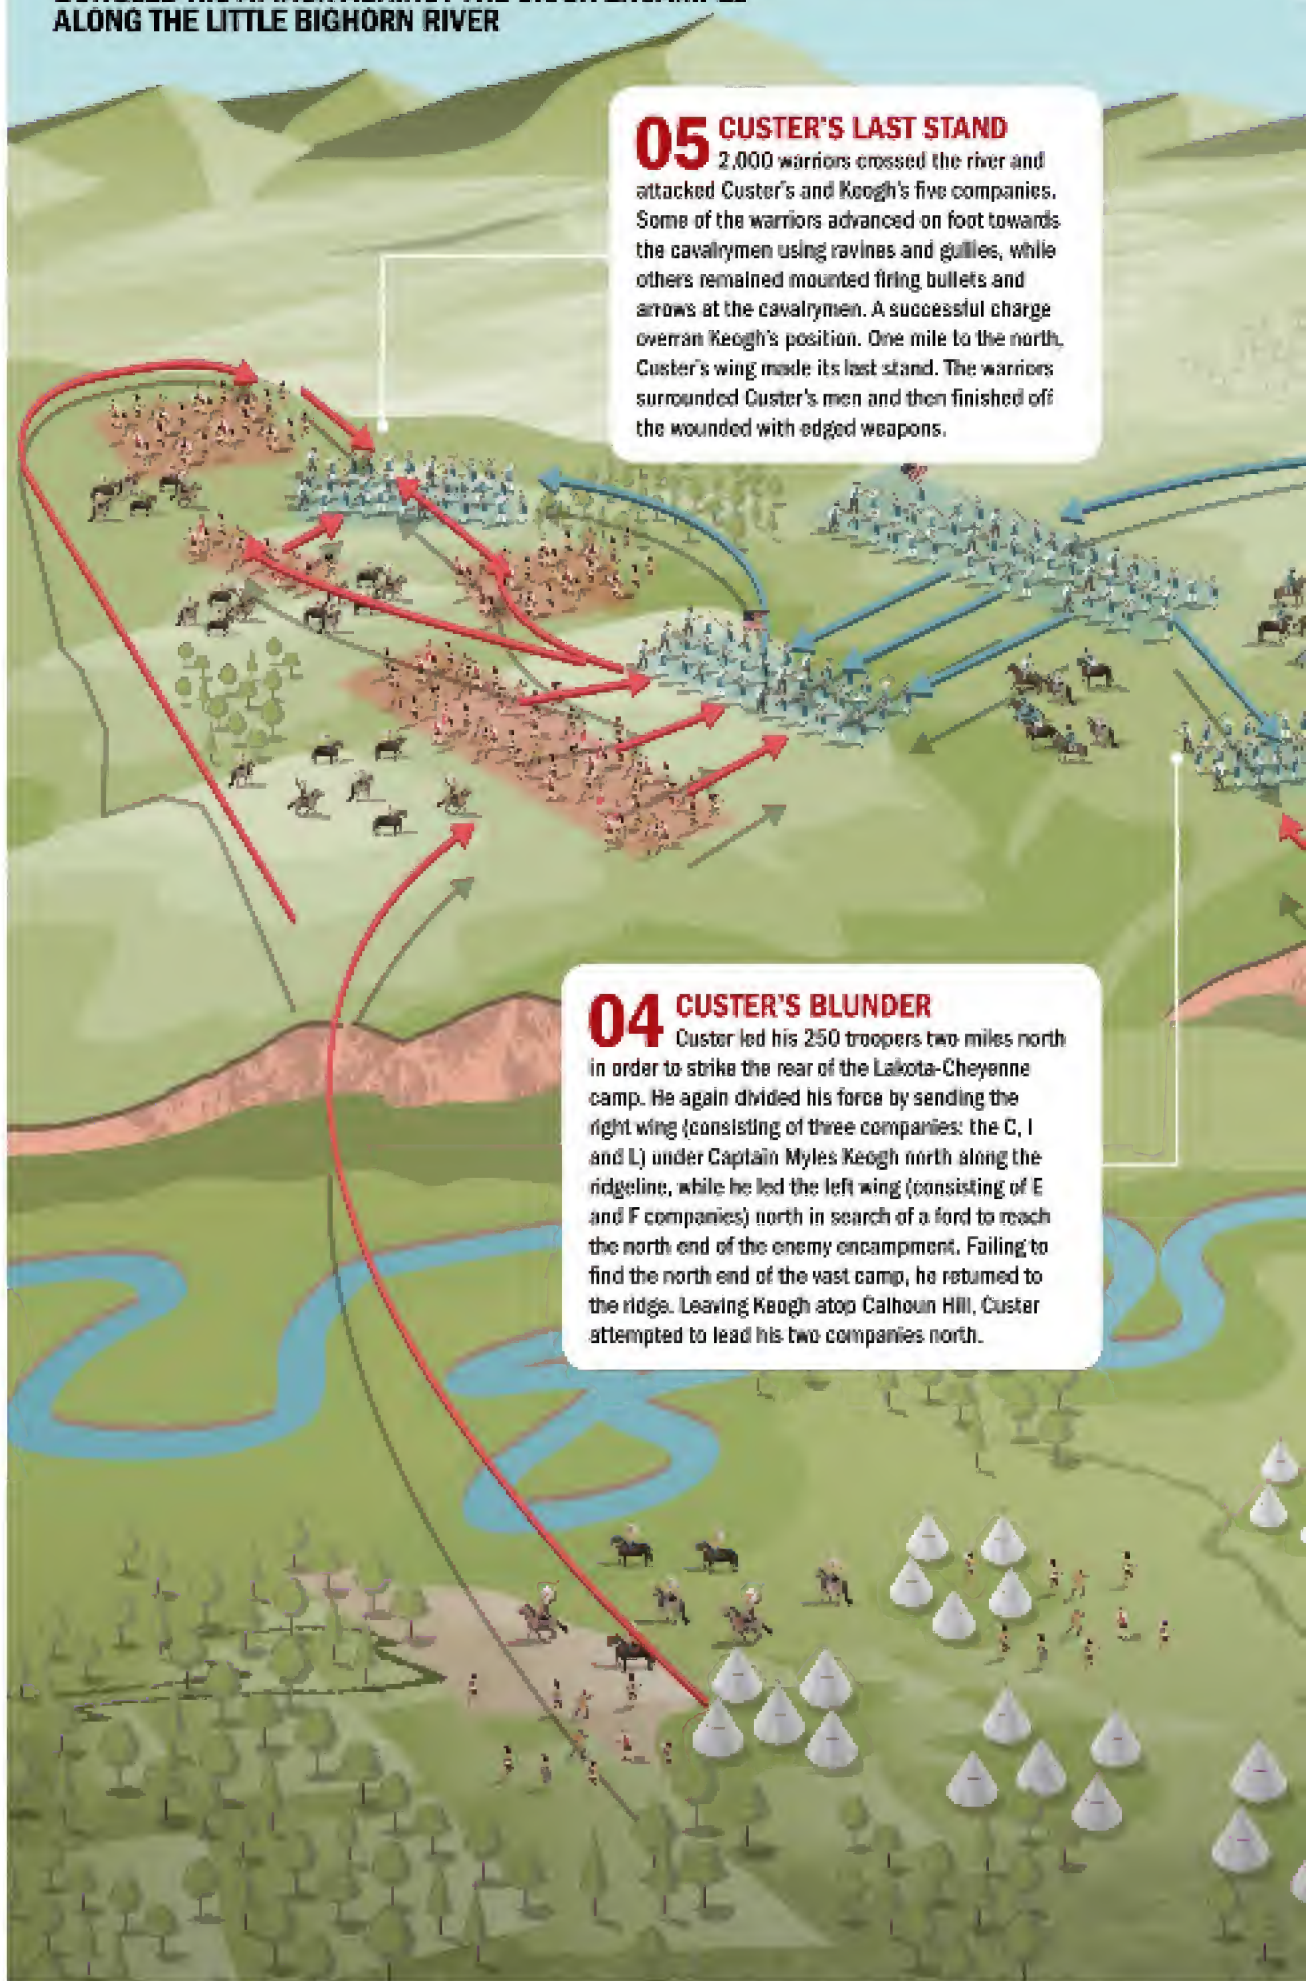 ALONG THE LITTLE BIGHORN RIVER
05 CUSTER'S LAST STAND
2,000 warriors crossed the river and
attacked Custer's and Keogh's five companies.
Some of the warriors advanced on foot towards
the cavalrymen using ravines and gullies, while
others remained mounted firing bullets and
arrows at the cavalrymen. A successful charge
overran Keogh's position. One mile to the north,
Custer's wing made its last stand. The warriors
surrounded Custer's men and then finished off
the wounded with edged weapons.
04 CUSTER'S BLUNDER
Custer led his 250 troopers two miles north
in order to strike the rear of the Lakota-Cheyenne
camp. He again divided his force by sending the
right wing (consisting of three companies: the C, I
and L) under Captain Myles Keogh north along the
ridgeline, while he led the left wing (consisting of E
and F companies) north in search of a ford to reach
the north end of the enemy encampment. Failing to
find the north end of the vast camp, he returned to
the ridge. Leaving Keogh atop Calhoun Hill, Custer
attempted to lead his two companies north.